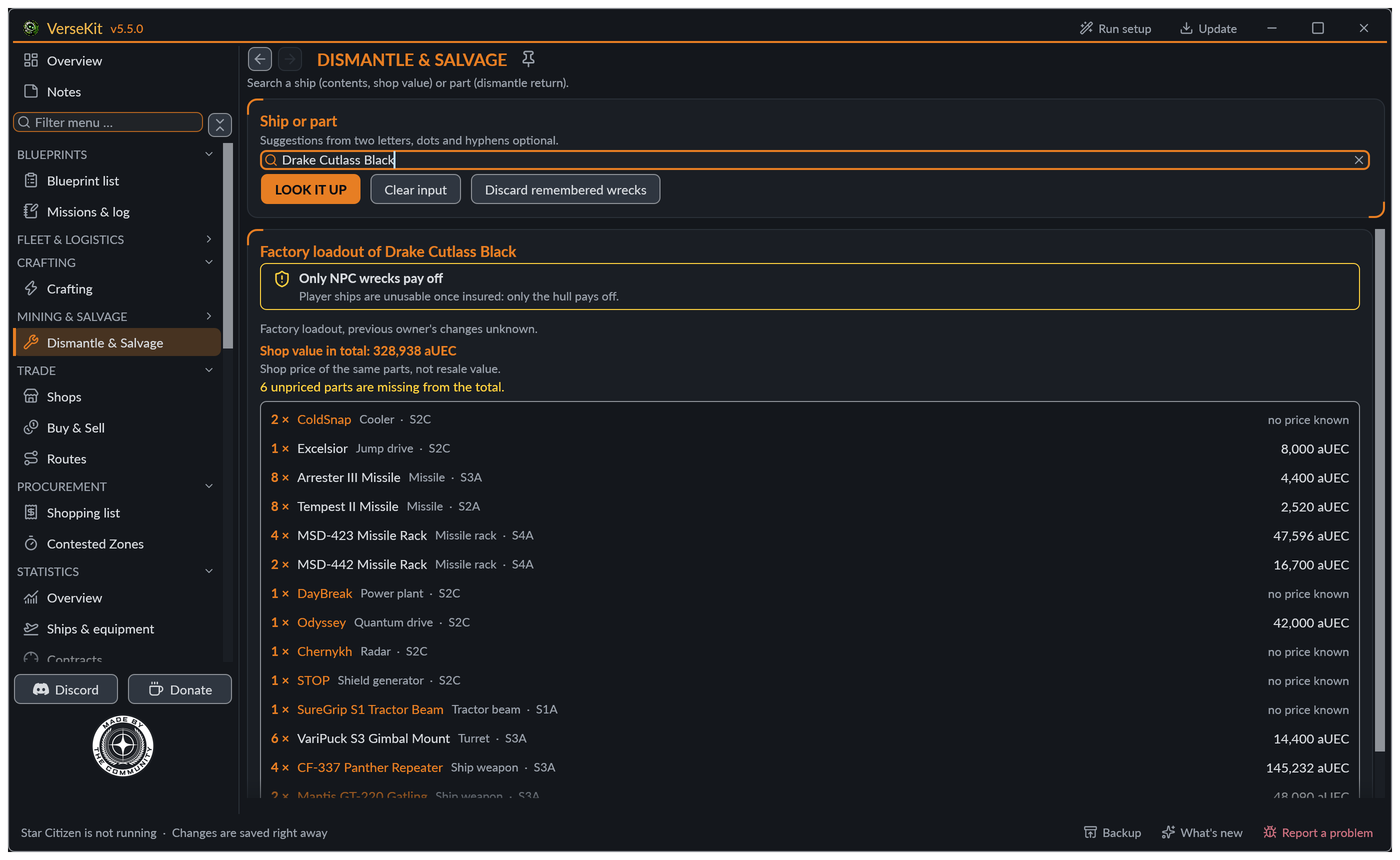 VerseKit v5.5.0
Run setup
Update
Overview
Notes
Filter menu ...
BLUEPRINTS
Blueprint list
Missions & log
FLEET & LOGISTICS
CRAFTING
Crafting
MINING & SALVAGE
Dismantle & Salvage
TRADE
Shops
Buy & Sell
Routes
PROCUREMENT
Shopping list
Contested Zones
STATISTICS
Overview
Ships & equipment
Contracts
Discord
Donate
MADE BY
THE COMMUNITY
DISMANTLE & SALVAGE
Search a ship (contents, shop value) or part (dismantle return).
Ship or part
Suggestions from two letters, dots and hyphens optional.
Drake Cutlass Black
LOOK IT UP
Clear input
Discard remembered wrecks
Factory loadout of Drake Cutlass Black
Only NPC wrecks pay off
Player ships are unusable once insured: only the hull pays off.
Factory loadout, previous owner's changes unknown.
Shop value in total: 328,938 aUEC
Shop price of the same parts, not resale value.
6 unpriced parts are missing from the total.
2 × ColdSnap Cooler · S2C no price known
1 × Excelsior Jump drive · S2C 8,000 aUEC
8 × Arrester III Missile Missile · S3A 4,400 aUEC
8 × Tempest II Missile Missile · S2A 2,520 aUEC
4 × MSD-423 Missile Rack Missile rack · S4A 47,596 aUEC
2 × MSD-442 Missile Rack Missile rack · S4A 16,700 aUEC
1 × DayBreak Power plant · S2C no price known
1 × Odyssey Quantum drive · S2C 42,000 aUEC
1 × Chernykh Radar · S2C no price known
1 × STOP Shield generator · S2C no price known
1 × SureGrip S1 Tractor Beam Tractor beam · S1A no price known
6 × VariPuck S3 Gimbal Mount Turret · S3A 14,400 aUEC
4 × CF-337 Panther Repeater Ship weapon · S3A 145,232 aUEC
2 × Mantis GT-220 Gatling Ship weapon · S3A 48,090 aUEC
Star Citizen is not running · Changes are saved right away
Backup
What's new
Report a problem